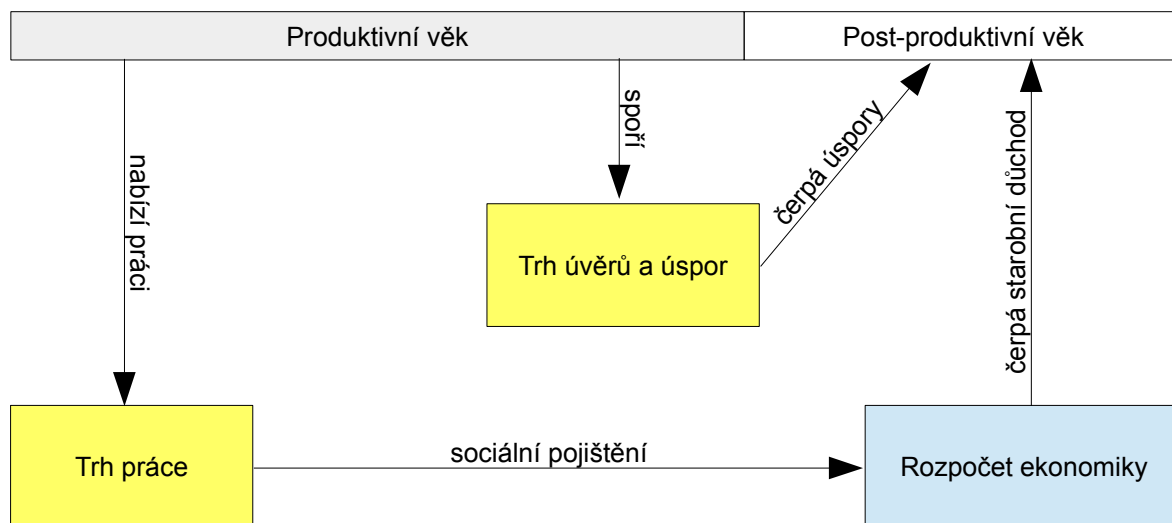 Produktivní věk
Post-produktivní věk
nabízí práci
spoří
čerpá úspory
čerpá starobní důchod
Trh úvěrů a úspor
Trh práce
sociální pojištění
Rozpočet ekonomiky